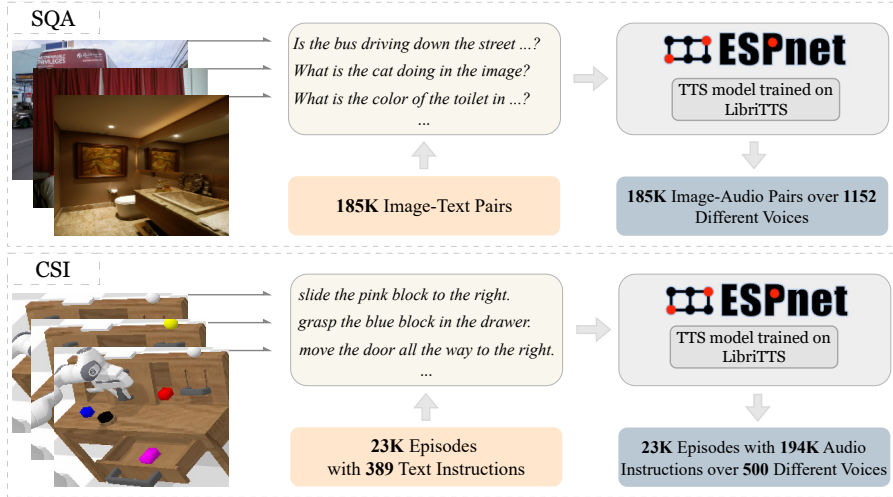 SQA
Is the bus driving down the street ...?
What is the cat doing in the image?
What is the color of the toilet in ...?
...
ESPnet
TTS model trained on
LibriTTS
185K Image-Text Pairs
185K Image-Audio Pairs over 1152
Different Voices
CSI
slide the pink block to the right.
grasp the blue block in the drawer.
move the door all the way to the right.
...
ESPnet
TTS model trained on
LibriTTS
23K Episodes
with 389 Text Instructions
23K Episodes with 194K Audio
Instructions over 500 Different Voices